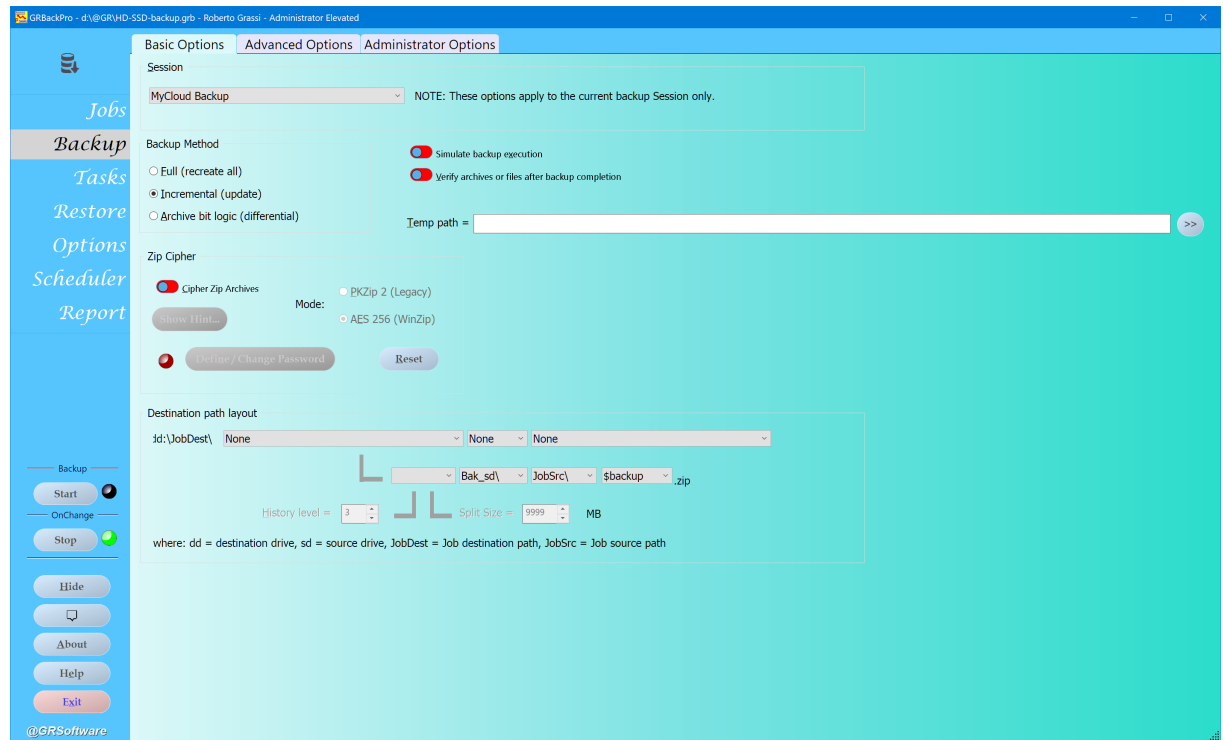 GRBackPro - d:\@GR\HD-SSD-backup.grb - Roberto Grassi - Administrator Elevated
Basic Options Advanced Options Administrator Options
Session
MyCloud Backup NOTE: These options apply to the current backup Session only.
Jobs
Backup
Tasks
Restore
Options
Scheduler
Report
Backup Method
Full (recreate all)
Incremental (update)
Archive bit logic (differential)
Simulate backup execution
Verify archives or files after backup completion
Temp path = >>
Zip Cipher
Cipher Zip Archives
Mode:
PKZip 2 (Legacy)
AES 256 (WinZip)
Show Hint...
Define / Change Password Reset
Destination path layout
dd:\JobDest\ None None None
Bak_sd\ JobSrc\ $backup .zip
History level = 3 Split Size = 9999 MB
where: dd = destination drive, sd = source drive, JobDest = Job destination path, JobSrc = Job source path
Backup
Start
OnChange
Stop
Hide
About
Help
Exit
@GRSoftware